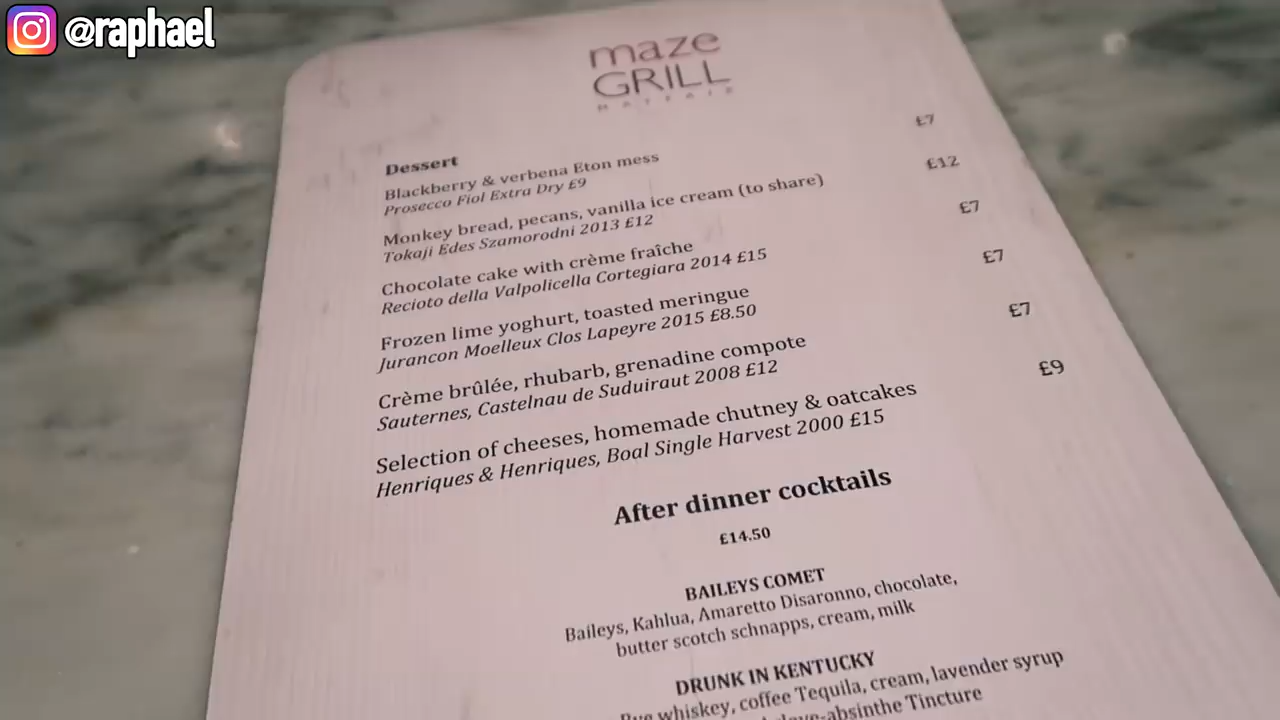 @raphael
maze
GRILL
MAYFAIR
Dessert
Blackberry & verbena Eton mess £7
Prosecco Fiol Extra Dry £9
Monkey bread, pecans, vanilla ice cream (to share) £12
Tokaji Edes Szamorodni 2013 £12
Chocolate cake with crème fraîche £7
Recioto della Valpolicella Cortegiara 2014 £15
Frozen lime yoghurt, toasted meringue £7
Jurancon Moelleux Clos Lapeyre 2015 £8.50
Crème brûlée, rhubarb, grenadine compote £7
Sauternes, Castelnau de Suduiraut 2008 £12
Selection of cheeses, homemade chutney & oatcakes £9
Henriques & Henriques, Boal Single Harvest 2000 £15
After dinner cocktails
£14.50
BAILEYS COMET
Baileys, Kahlua, Amaretto Disaronno, chocolate,
butter scotch schnapps, cream, milk
DRUNK IN KENTUCKY
Rye whiskey, coffee Tequila, cream, lavender syrup
clove-absinthe Tincture